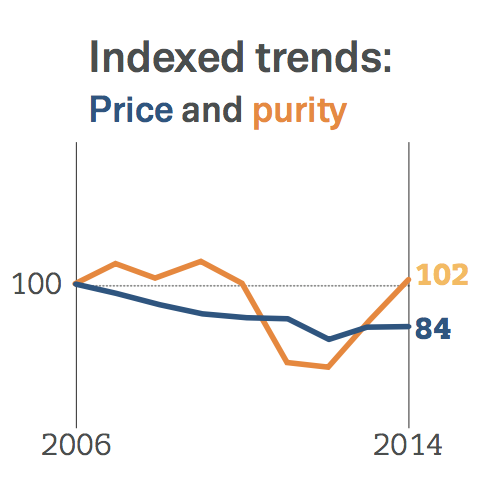 Indexed trends:
Price and purity
102
100
84
2006
2014